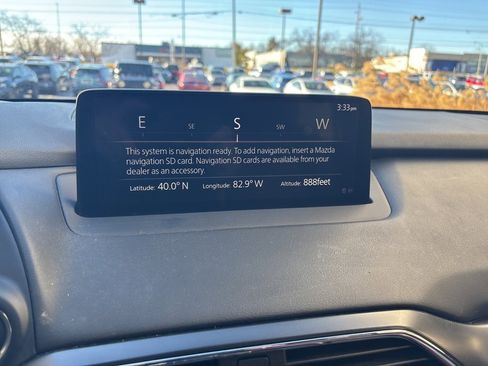 3:33pm
E SE S SW W
This system is navigation ready. To add navigation, insert a Mazda
navigation SD card. Navigation SD cards are available from your
dealer as an accessory.
Latitude: 40.0° N Longitude: 82.9° W Altitude: 888feet